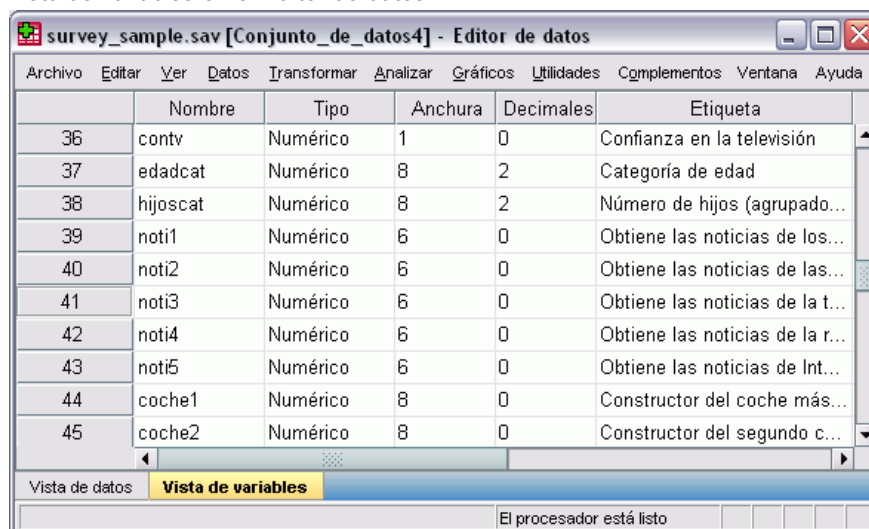 survey_sample.sav [Conjunto_de_datos4] - Editor de datos
Archivo Editar Ver Datos Transformar Analizar Gráficos Utilidades Complementos Ventana Ayuda
Nombre Tipo Anchura Decimales Etiqueta
36 contv Numérico 1 0 Confianza en la televisión
37 edadcat Numérico 8 2 Categoría de edad
38 hijoscat Numérico 8 2 Número de hijos (agrupado...
39 noti1 Numérico 6 0 Obtiene las noticias de los...
40 noti2 Numérico 6 0 Obtiene las noticias de las...
41 noti3 Numérico 6 0 Obtiene las noticias de la t...
42 noti4 Numérico 6 0 Obtiene las noticias de la r...
43 noti5 Numérico 6 0 Obtiene las noticias de Int...
44 coche1 Numérico 8 0 Constructor del coche más...
45 coche2 Numérico 8 0 Constructor del segundo c...
Vista de datos Vista de variables
El procesador está listo